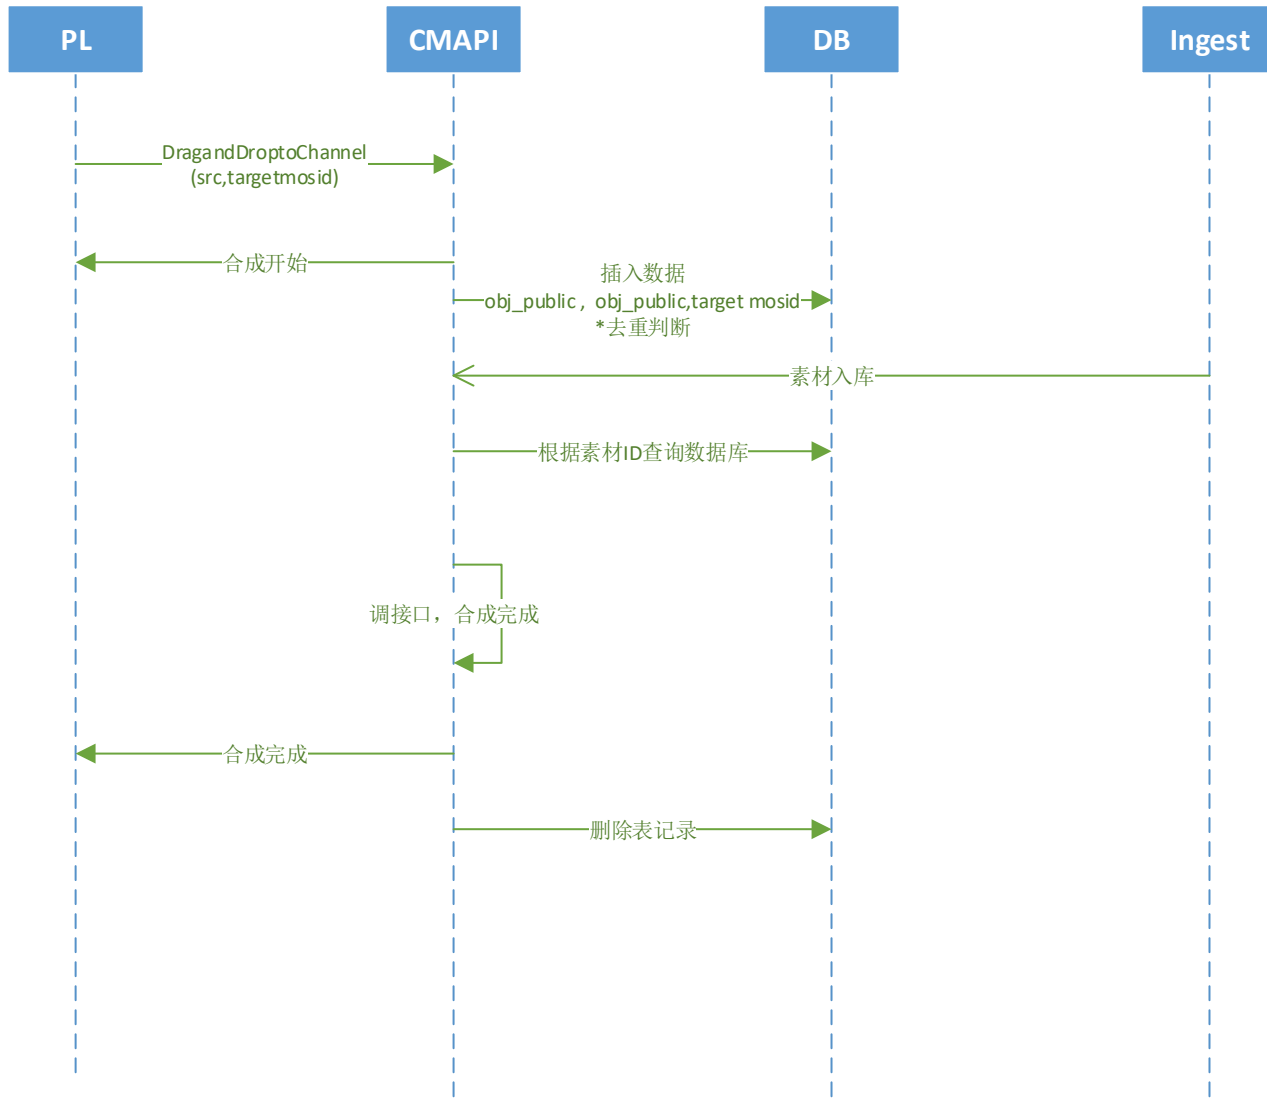 PL
CMAPI
DB
Ingest
DragandDroptoChannel
(src,targetmosid)
合成开始
插入数据
obj_public , obj_public,target mosid
*去重判断
素材入库
根据素材ID查询数据库
调接口，合成完成
合成完成
删除表记录